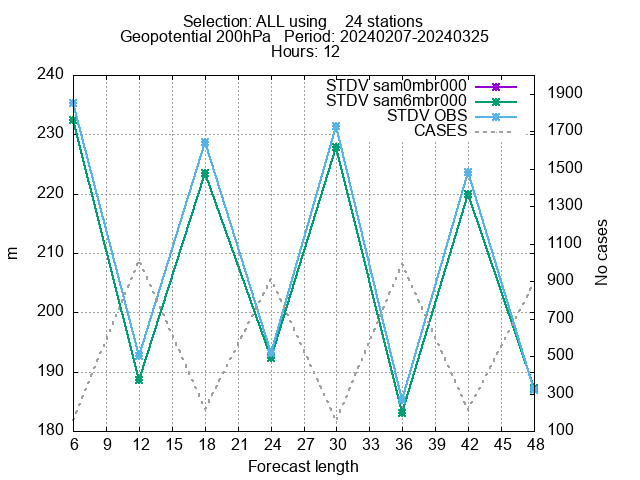 Selection: ALL using    24 stations
Geopotential 200hPa   Period: 20240207-20240325
Hours: 12
STDV sam0mbr000
STDV sam6mbr000
STDV OBS
CASES
240
230
220
210
200
190
180
m
1900
1700
1500
1300
1100
900
700
500
300
100
No cases
6 9 12 15 18 21 24 27 30 33 36 39 42 45 48
Forecast length